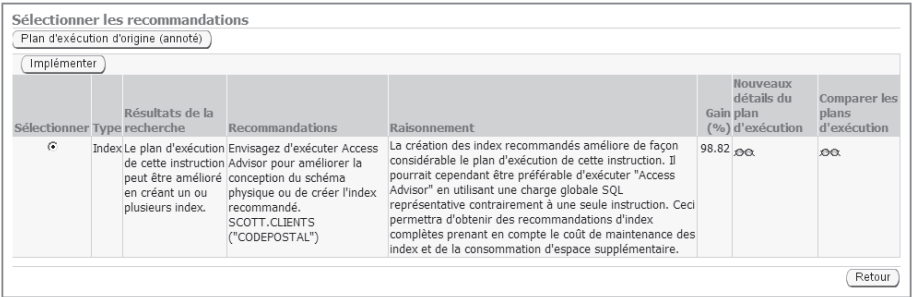 Sélectionner les recommandations
Plan d'exécution d'origine (annoté)
Implémenter
Sélectionner Type Résultats de la recherche Recommandations Raisonnement Gain (%) Nouveaux détails du plan d'exécution Comparer les plans d'exécution
Index
Le plan d'exécution
de cette instruction
peut être amélioré
en créant un ou
plusieurs index.
Envisagez d'exécuter Access
Advisor pour améliorer la
conception du schéma
physique ou de créer l'index
recommandé.
SCOTT.CLIENTS
("CODEPOSTAL")
La création des index recommandés améliore de façon
considérable le plan d'exécution de cette instruction. Il
pourrait cependant être préférable d'exécuter "Access
Advisor" en utilisant une charge globale SQL
représentative contrairement à une seule instruction. Ceci
permettra d'obtenir des recommandations d'index
complètes prenant en compte le coût de maintenance des
index et de la consommation d'espace supplémentaire.
98.82
Retour